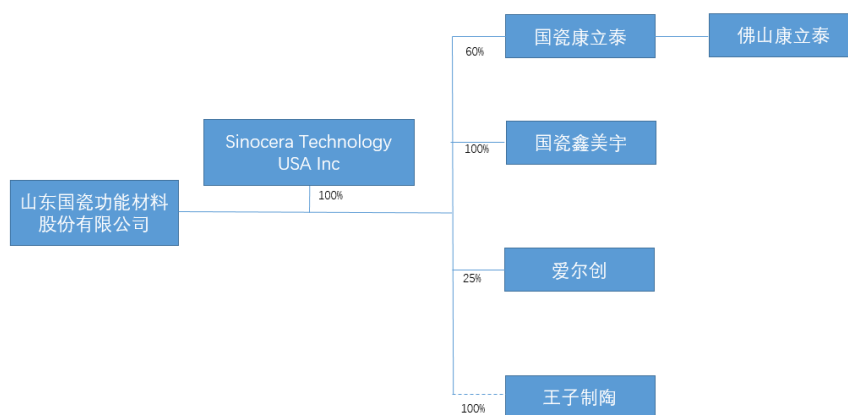 国瓷康立泰
佛山康立泰
60%
Sinocera Technology
USA Inc
国瓷鑫美宇
100%
100%
山东国瓷功能材料
股份有限公司
爱尔创
25%
王子制陶
100%